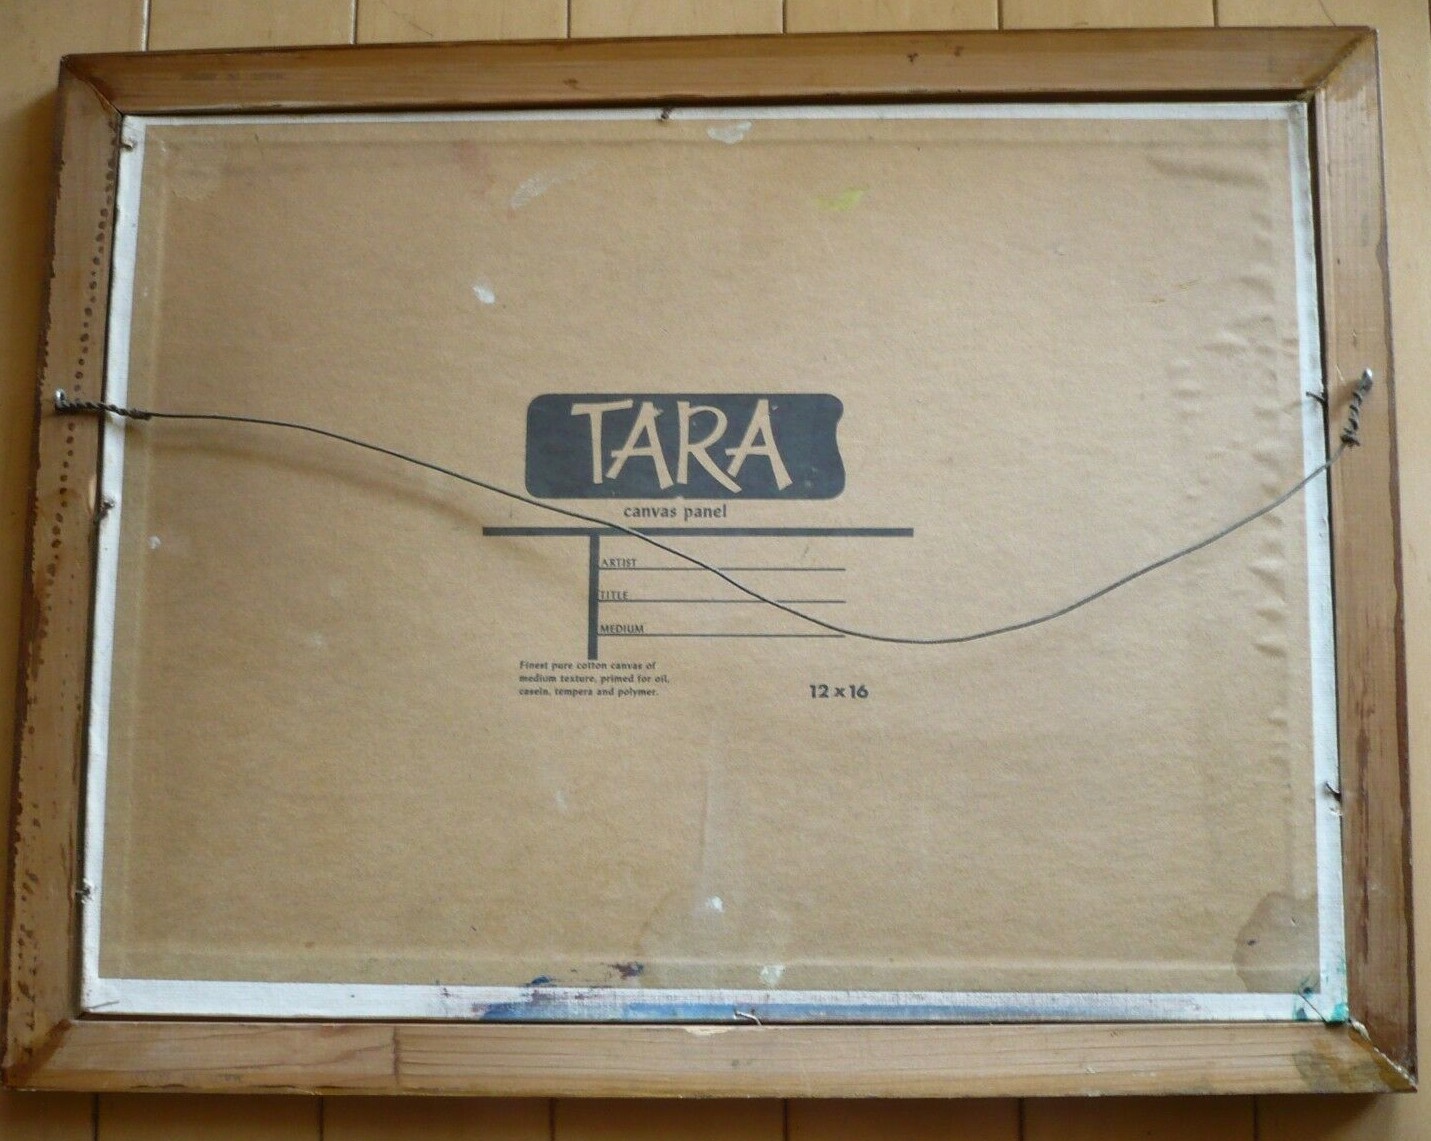 TARA
canvas panel
ARTIST
TITLE
MEDIUM
Finest pure cotton canvas of
medium texture, primed for oil,
casein, tempera and polymer.
12 x 16